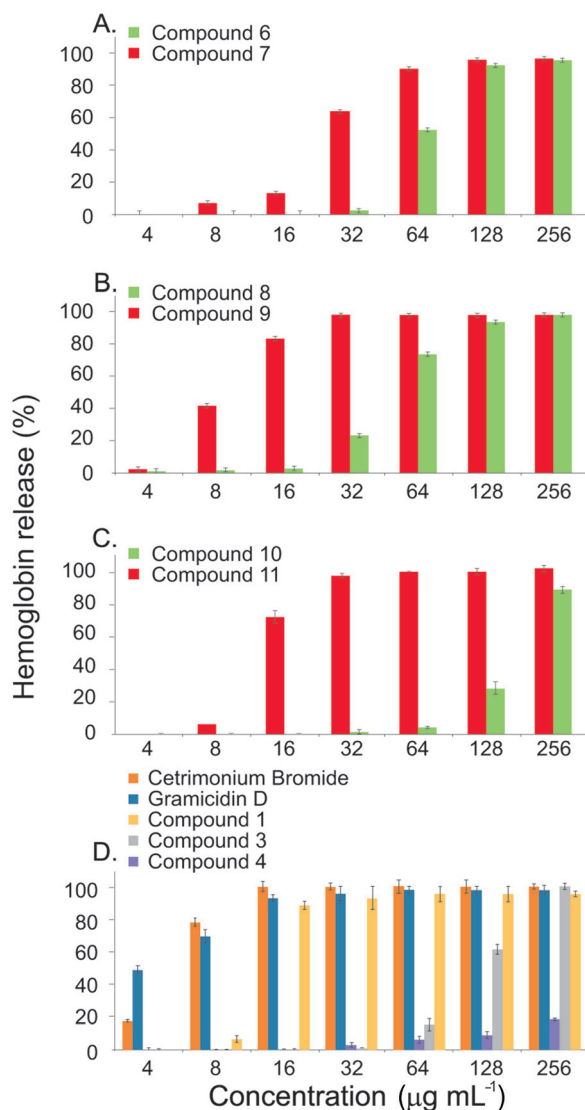 A.
Compound 6
Compound 7
100
80
60
40
20
0
4 8 16 32 64 128 256
B.
Compound 8
Compound 9
100
80
60
40
20
0
4 8 16 32 64 128 256
C.
Compound 10
Compound 11
100
80
60
40
20
0
4 8 16 32 64 128 256
Hemoglobin release (%)
Cetrimonium Bromide
Gramicidin D
Compound 1
Compound 3
Compound 4
D.
100
80
60
40
20
0
4 8 16 32 64 128 256
Concentration (μg mL⁻¹)